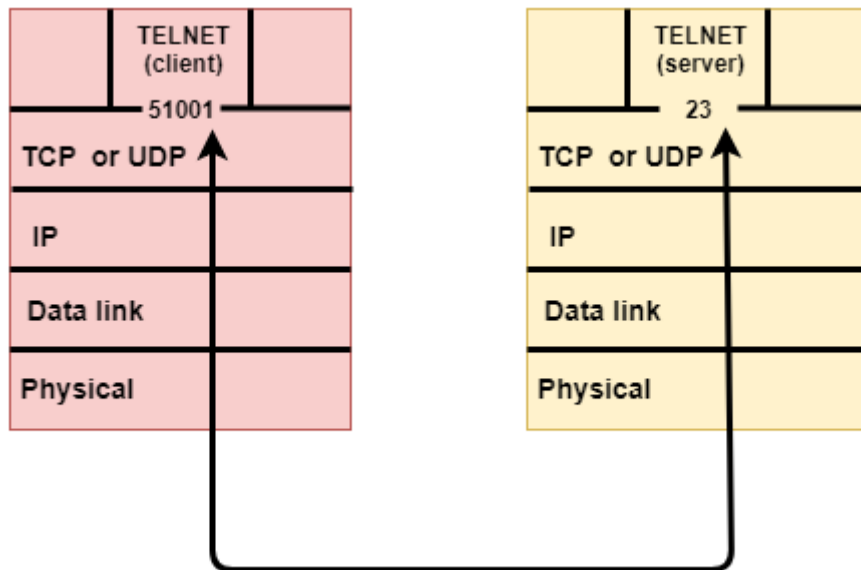 TELNET
(client)
51001
TCP or UDP
IP
Data link
Physical
TELNET
(server)
23
TCP or UDP
IP
Data link
Physical